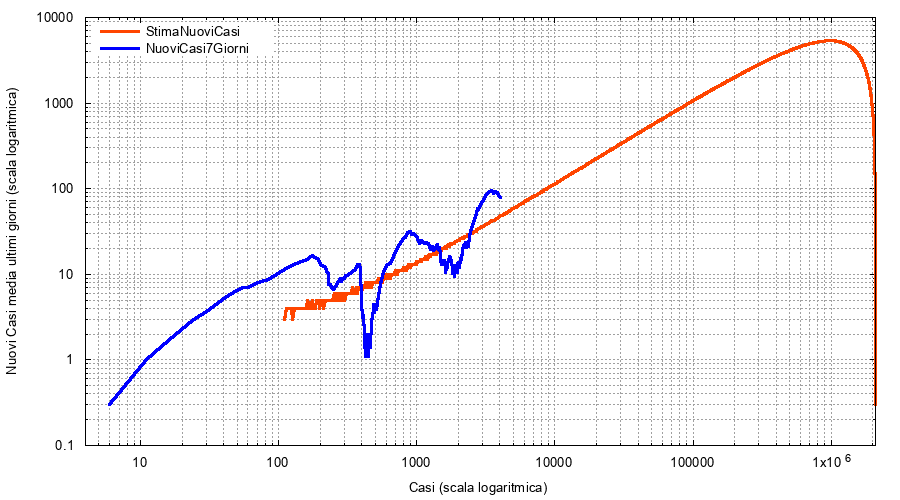 StimaNuoviCasi
NuoviCasi7Giorni
Nuovi Casi media ultimi giorni (scala logaritmica)
10000
1000
100
10
1
0.1
10
100
1000
10000
100000
1x10 6
Casi (scala logaritmica)